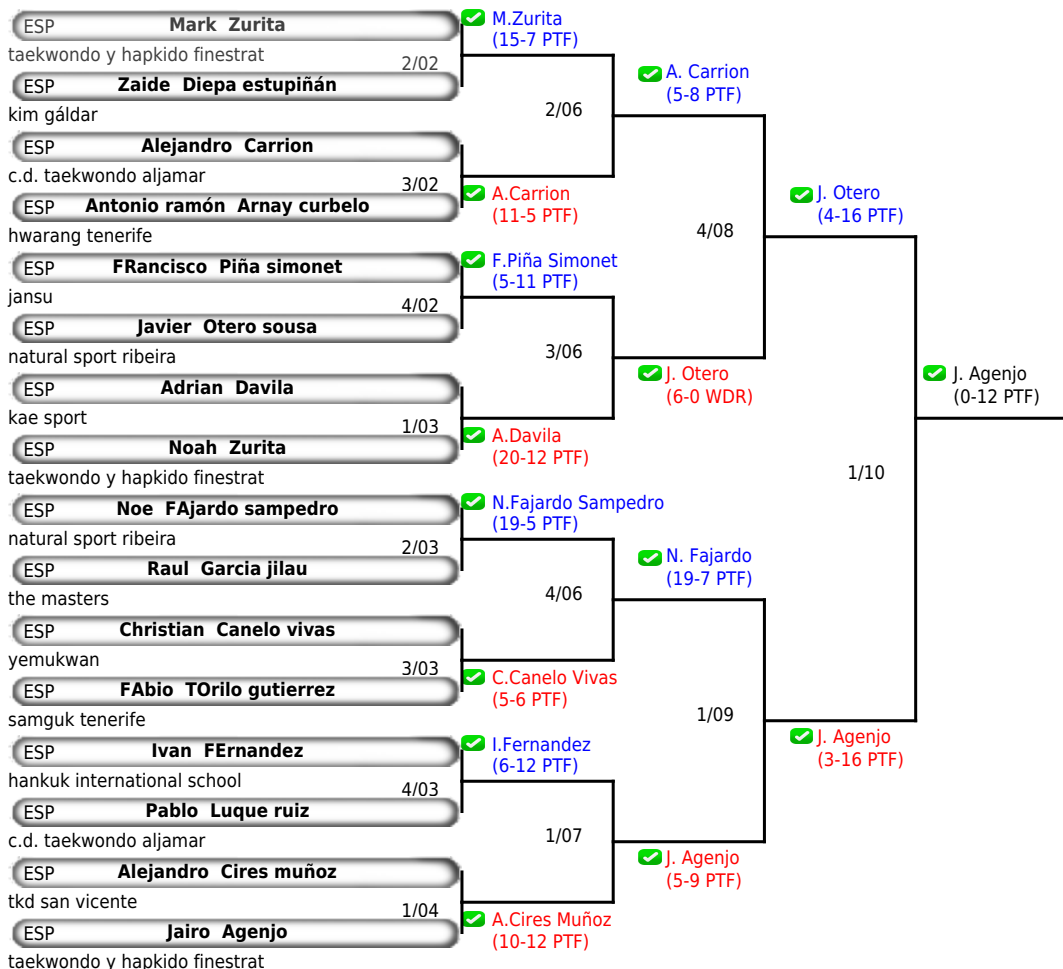 ESP Mark Zurita
taekwondo y hapkido finestrat
2/02
ESP Zaide Diepa estupiñán
kim gáldar
M.Zurita
(15-7 PTF)
ESP Alejandro Carrion
c.d. taekwondo aljamar
3/02
ESP Antonio ramón Arnay curbelo
hwarang tenerife
A.Carrion
(11-5 PTF)
2/06
A. Carrion
(5-8 PTF)
ESP FRancisco Piña simonet
jansu
4/02
ESP Javier Otero sousa
natural sport ribeira
F.Piña Simonet
(5-11 PTF)
ESP Adrian Davila
kae sport
1/03
ESP Noah Zurita
taekwondo y hapkido finestrat
A.Davila
(20-12 PTF)
3/06
J. Otero
(6-0 WDR)
4/08
J. Otero
(4-16 PTF)
ESP Noe FAjardo sampedro
natural sport ribeira
2/03
ESP Raul Garcia jilau
the masters
N.Fajardo Sampedro
(19-5 PTF)
ESP Christian Canelo vivas
yemukwan
3/03
ESP FAbio TOrilo gutierrez
samguk tenerife
C.Canelo Vivas
(5-6 PTF)
4/06
N. Fajardo
(19-7 PTF)
ESP Ivan FErnandez
hankuk international school
4/03
ESP Pablo Luque ruiz
c.d. taekwondo aljamar
I.Fernandez
(6-12 PTF)
ESP Alejandro Cires muñoz
tkd san vicente
1/04
ESP Jairo Agenjo
taekwondo y hapkido finestrat
A.Cires Muñoz
(10-12 PTF)
1/07
J. Agenjo
(5-9 PTF)
1/09
J. Agenjo
(3-16 PTF)
1/10
J. Agenjo
(0-12 PTF)